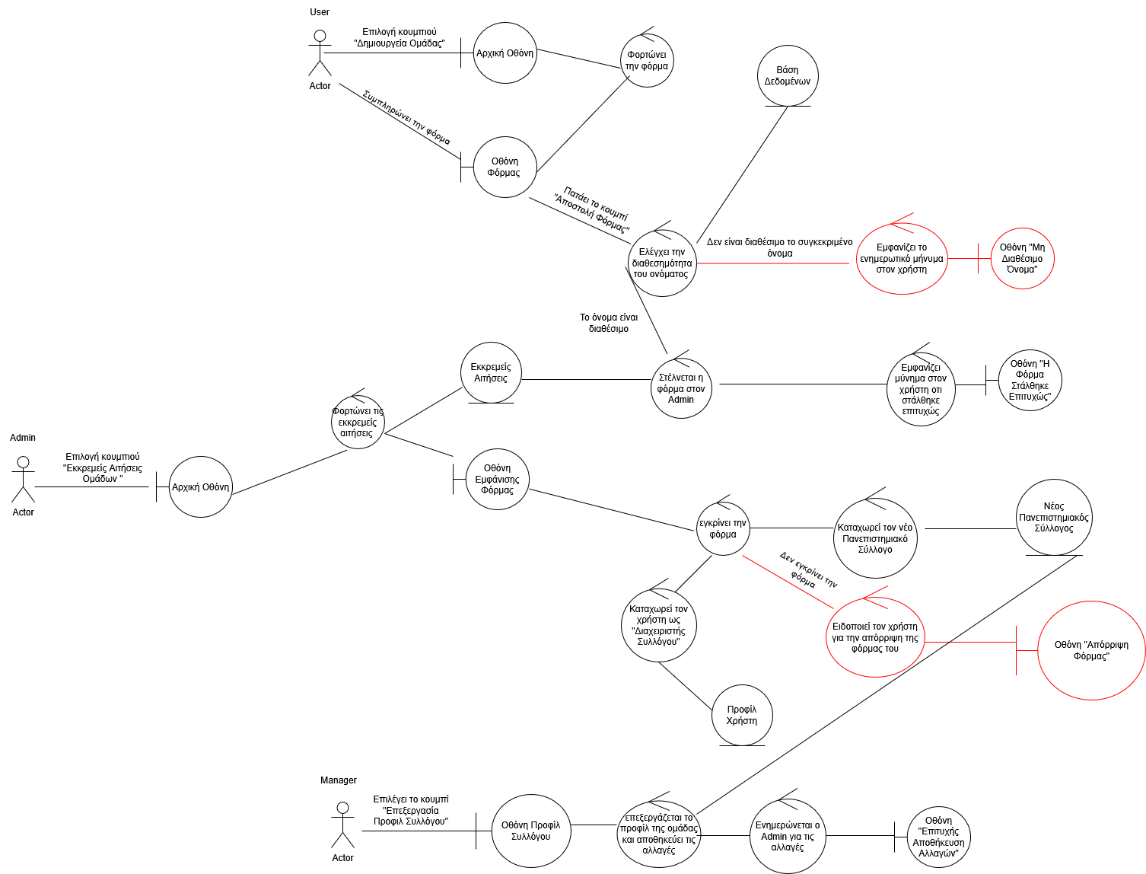 User
Actor
Επιλογή κουμπιού
"Δημιουργεία Ομάδας"
Αρχική Οθόνη
Φορτώνει
την φόρμα
Βάση
Δεδομένων
Συμπληρώνει την φόρμα
Οθόνη
Φόρμας
Πατάει το κουμπί
"Αποστολή Φόρμας"
Ελέγχει την
διαθεσημότητα
του ονόματος
Δεν είναι διαθέσιμο το συγκεκριμένο
όνομα
Εμφανίζει το
ενημερωτικό μήνυμα
στον χρήστη
Οθόνη "Μη
Διαθέσιμο
Όνομα"
Το όνομα είναι
διαθέσιμο
Εκκρεμείς
Αιτήσεις
Στέλνεται η
φόρμα στον
Admin
Εμφανίζει
μύνημα στον
χρήστη οτι
στάλθηκε
επιτυχώς
Οθόνη "Η
Φόρμα
Στάλθηκε
Επιτυχώς"
Φορτώνει τις
εκκρεμείς
αιτήσεις
Admin
Actor
Επιλογή κουμπιού
"Εκκρεμείς Αιτήσεις
Ομάδων "
Αρχική Οθόνη
Οθόνη
Εμφάνισης
Φόρμας
εγκρίνει την
φόρμα
Καταχωρεί τον νέο
Πανεπιστημιακό
Σύλλογο
Νέος
Πανεπιστημιακός
Σύλλογος
Δεν εγκρίνει την
φόρμα
Καταχωρεί τον
χρήστη ως
"Διαχειριστής
Συλλόγου"
Ειδοποιεί τον χρήστη
για την απόρριψη της
φόρμας του
Οθόνη "Απόρριψη
Φόρμας"
Προφίλ
Χρήστη
Manager
Actor
Επιλέγει το κουμπί
"Επεξεργασία
Προφιλ Συλλόγου"
Οθόνη Προφίλ
Συλλόγου
επεξεργάζεται το
προφίλ της ομάδας
και αποθηκεύει τις
αλλαγές
Ενημερώνεται ο
Admin για τις
αλλαγές
Οθόνη
"Επιτυχής
Αποθήκευση
Αλλαγών"